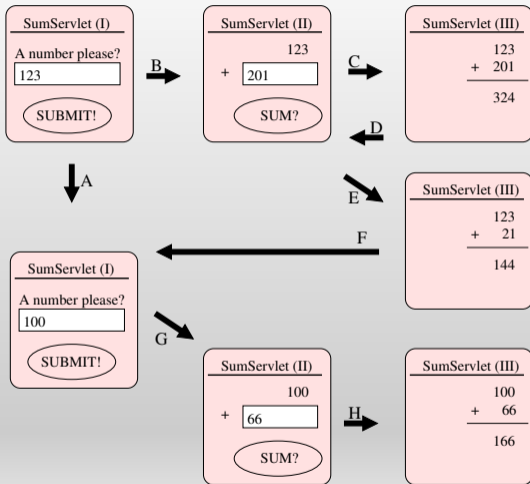 SumServlet (I)
A number please?
123
SUBMIT!
B
SumServlet (II)
123
+ 201
SUM?
C
D
SumServlet (III)
123
+ 201
324
A
E
SumServlet (III)
123
+ 21
144
F
SumServlet (I)
A number please?
100
SUBMIT!
G
SumServlet (II)
100
+ 66
SUM?
H
SumServlet (III)
100
+ 66
166